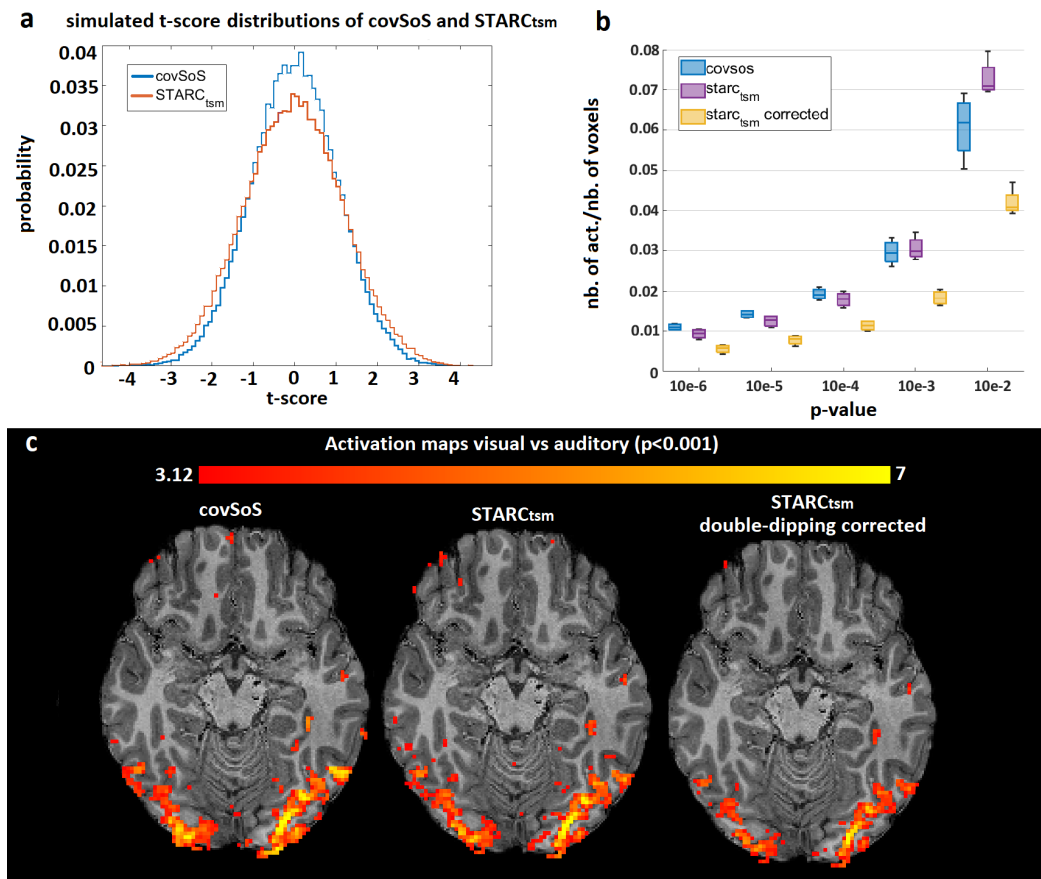 a
simulated t-score distributions of covSoS and STARCtsm
covSoS
STARCtsm
probability
0.04
0.035
0.03
0.025
0.02
0.015
0.01
0.005
0
-4 -3 -2 -1 0 1 2 3 4
t-score
b
covsos
starctsm
starctsm corrected
nb. of act./nb. of voxels
0.08
0.07
0.06
0.05
0.04
0.03
0.02
0.01
0
10e-6 10e-5 10e-4 10e-3 10e-2
p-value
c
Activation maps visual vs auditory (p<0.001)
3.12 7
covSoS
STARCtsm
STARCtsm
double-dipping corrected